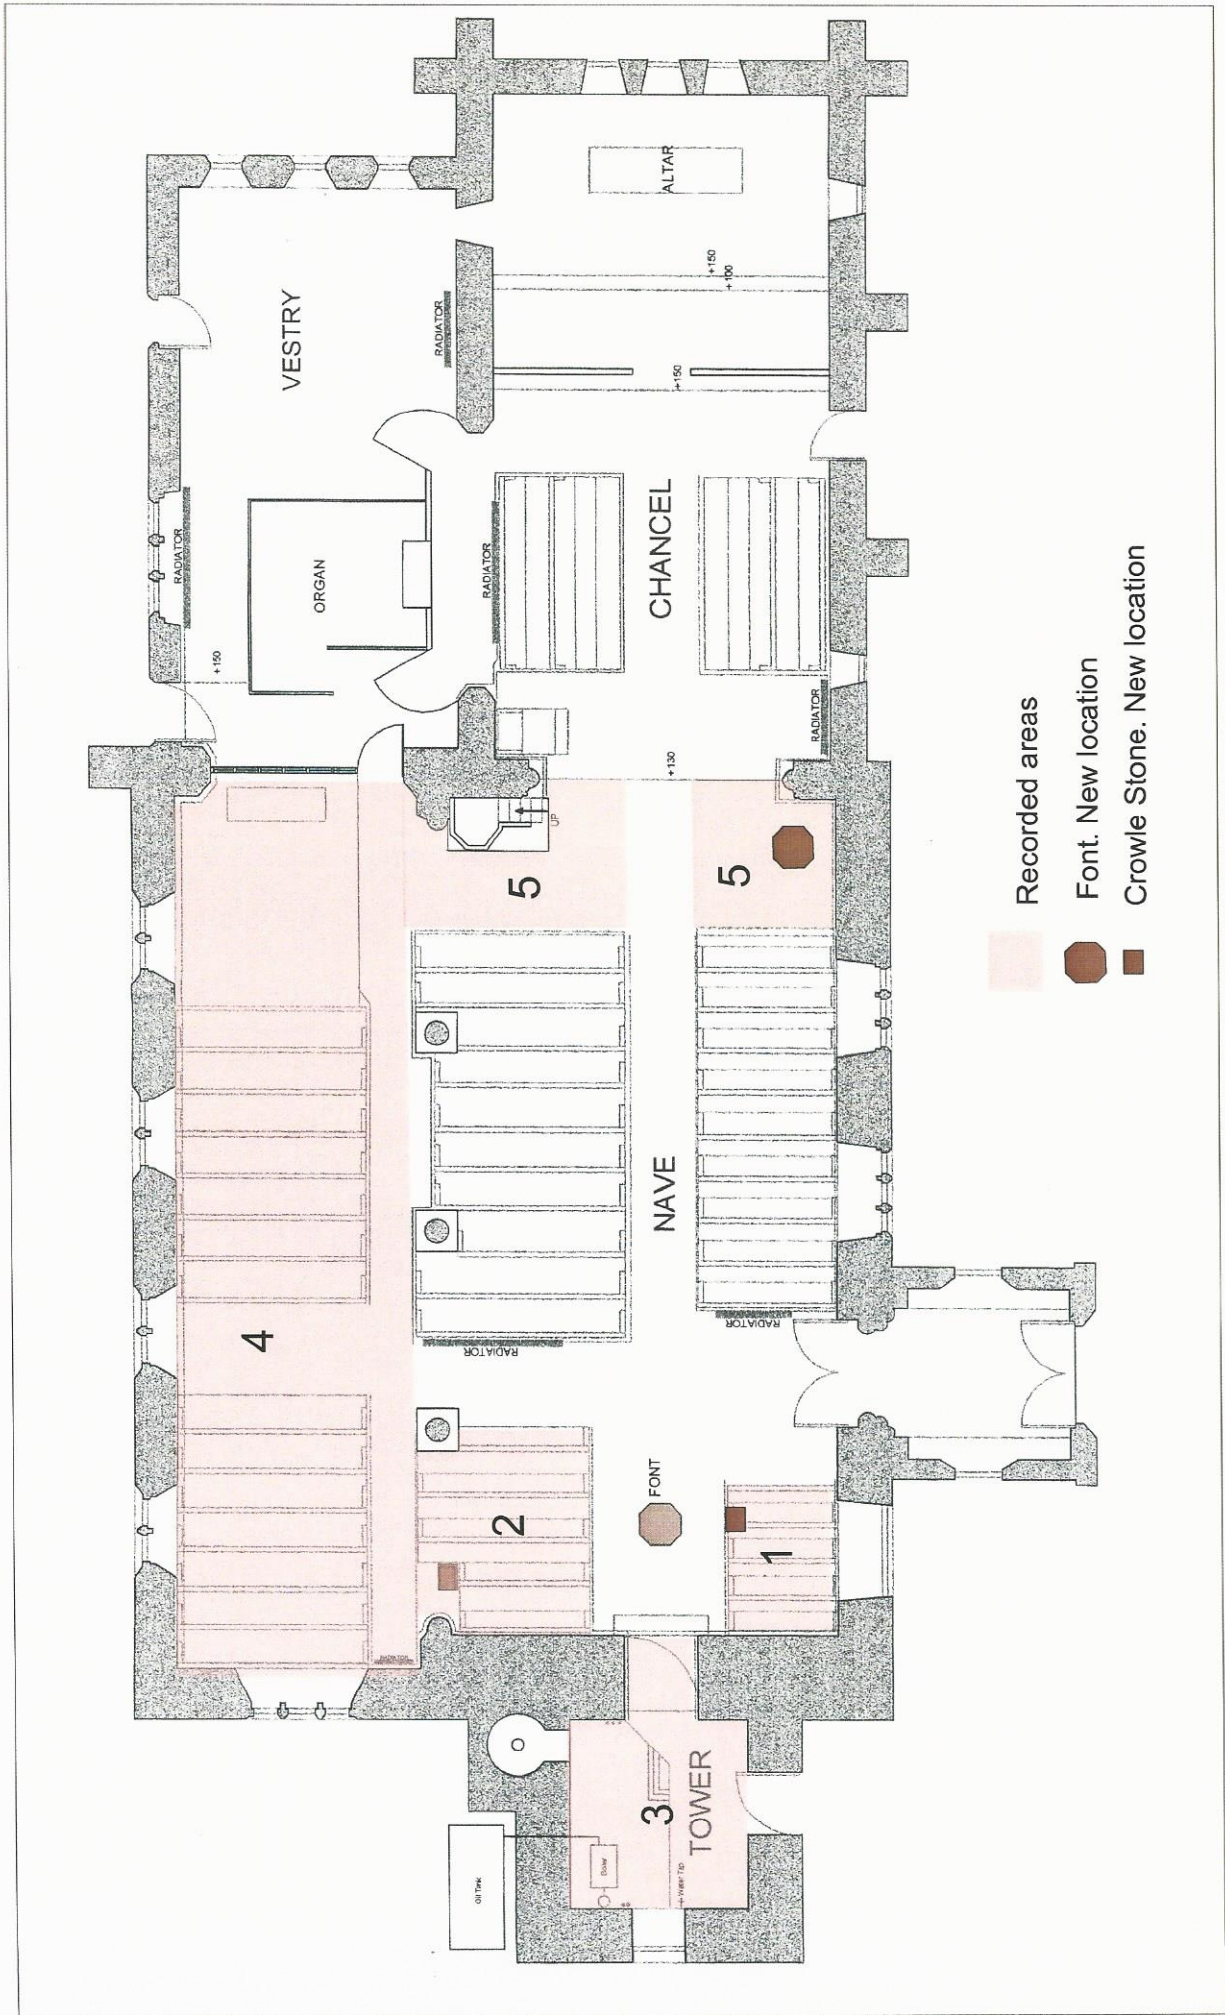 VESTRY
RADIATOR
RADIATOR
ORGAN
+150
RADIATOR
ALTAR
+150
+100
+150
CHANCEL
RADIATOR
+130
UP
5
5
4
NAVE
RADIATOR
RADIATOR
2
FONT
1
RADIATOR
3
TOWER
Boiler
Water Tap
Oil Tank
Recorded areas
Font. New location
Crowle Stone. New location